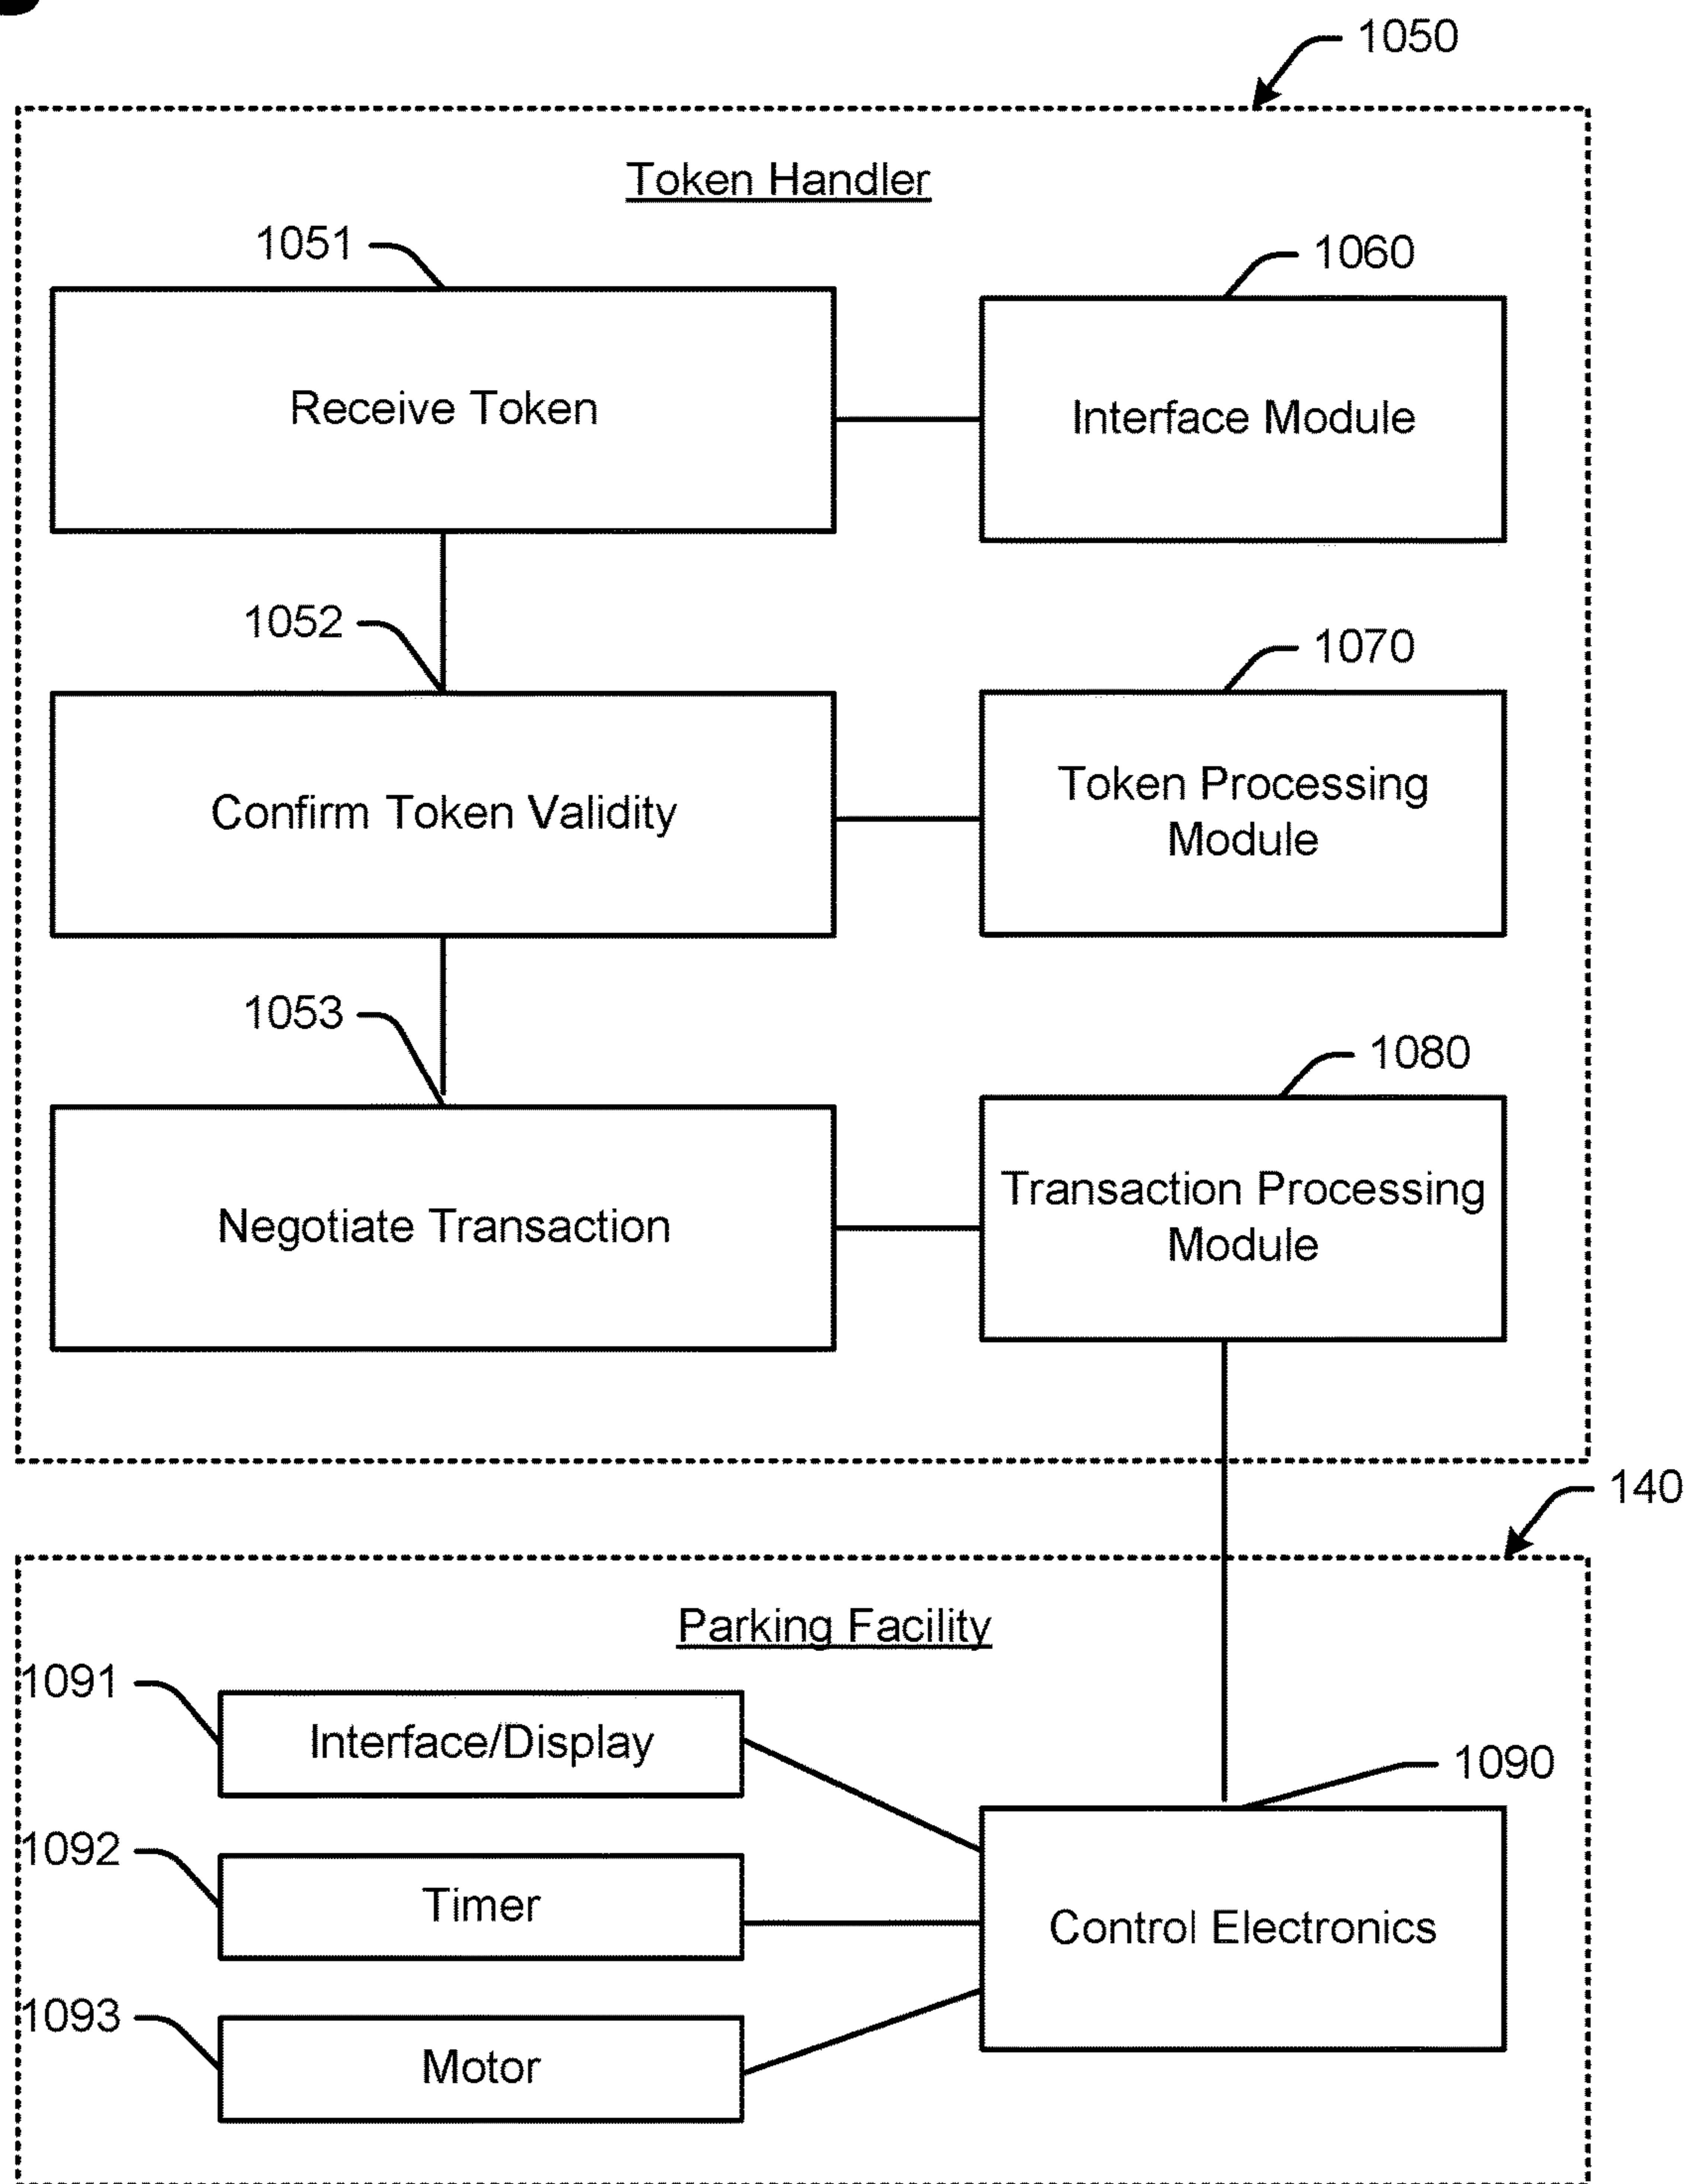 1050
Token Handler
1051
1060
Receive Token
Interface Module
1052
1070
Confirm Token Validity
Token Processing
Module
1053
1080
Negotiate Transaction
Transaction Processing
Module
140
Parking Facility
1091
Interface/Display
1090
1092
Timer
Control Electronics
1093
Motor